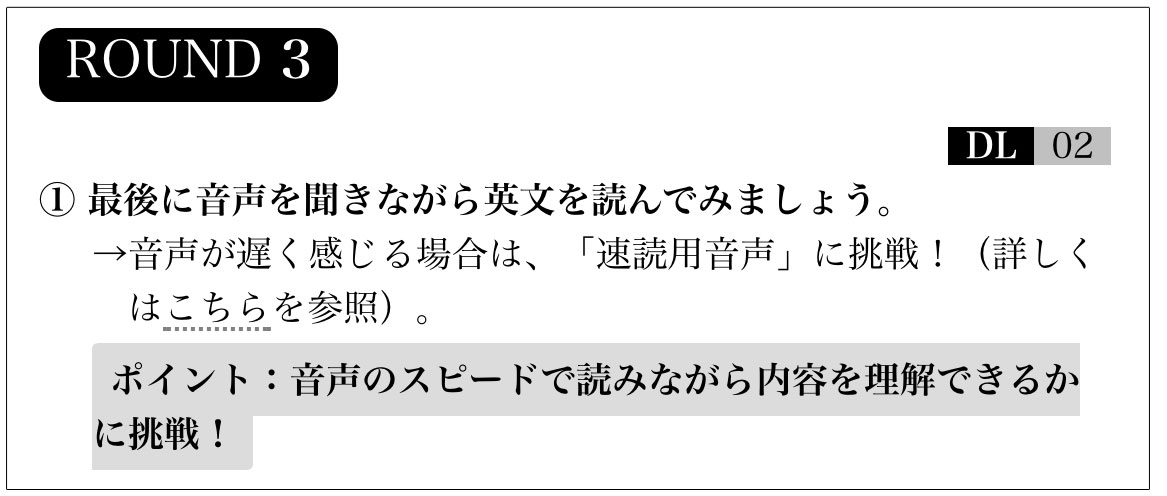 ROUND 3
DL 02
① 最後に音声を聞きながら英文を読んでみましょう。
→音声が遅く感じる場合は、「速読用音声」に挑戦！（詳しく
はこちらを参照）。
ポイント：音声のスピードで読みながら内容を理解できるか
に挑戦！